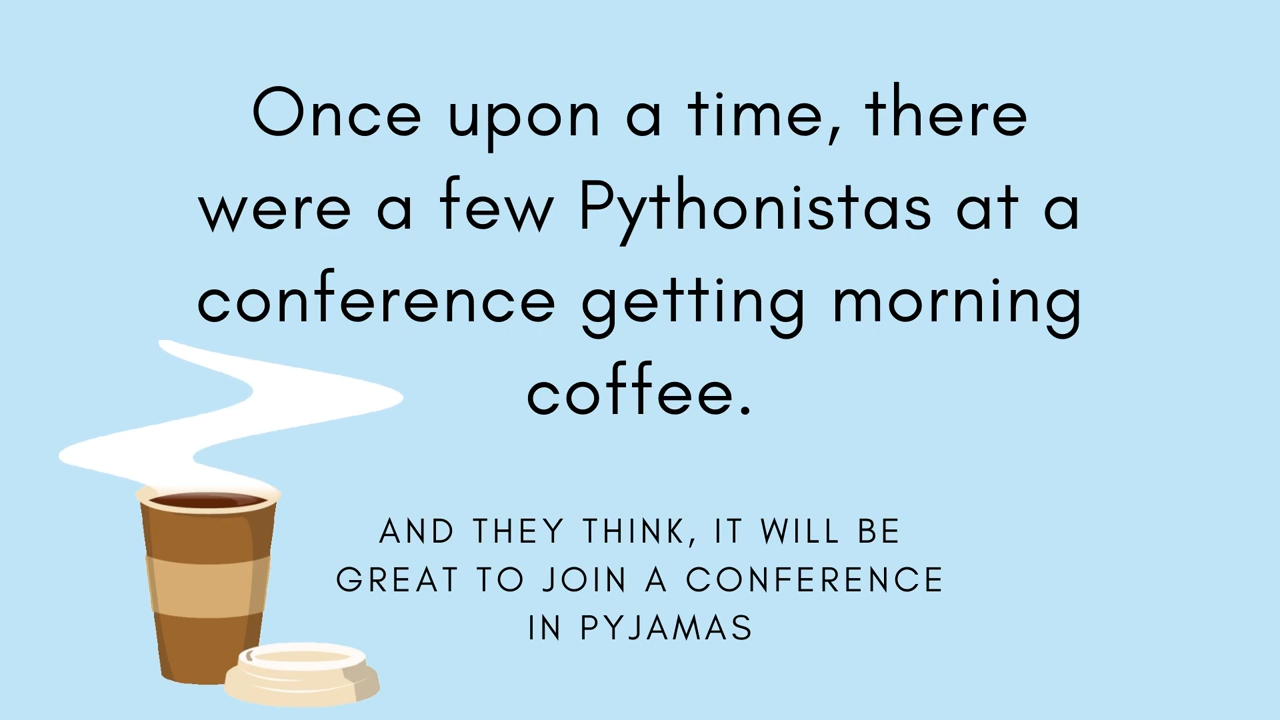 Once upon a time, there
were a few Pythonistas at a
conference getting morning
coffee.
AND THEY THINK, IT WILL BE
GREAT TO JOIN A CONFERENCE
IN PYJAMAS